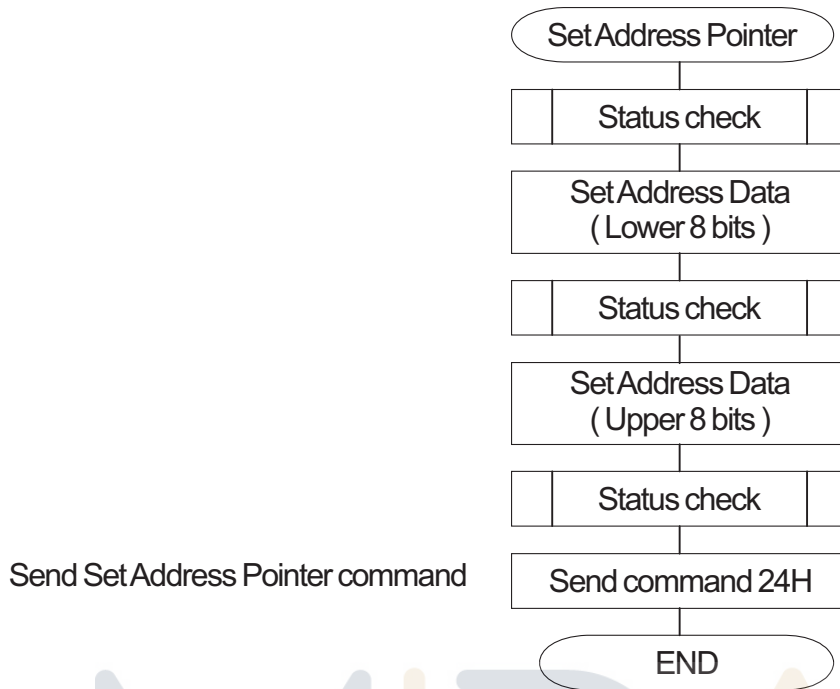 Set Address Pointer
Status check
Set Address Data
( Lower 8 bits )
Status check
Set Address Data
( Upper 8 bits )
Status check
Send Set Address Pointer command
Send command 24H
END